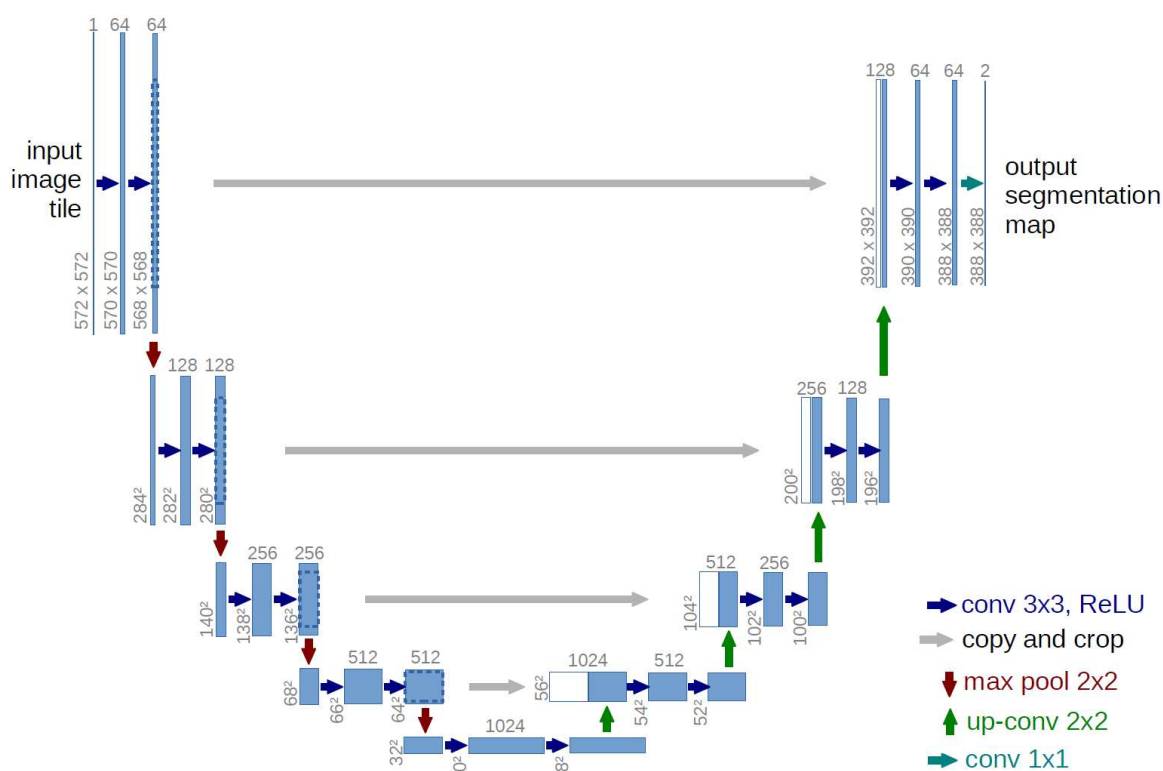 1 64 64
128 64 64 2
input
image
tile
output
segmentation
map
572 x 572
570 x 570
568 x 568
392 x 392
390 x 390
388 x 388
388 x 388
128 128
256 128
284²
282²
280²
200²
198²
196²
256 256
512 256
140²
138²
136²
104²
102²
100²
512 512
1024 512
68²
66²
64²
56²
54²
52²
1024
32²
conv 3x3, ReLU
copy and crop
max pool 2x2
up-conv 2x2
conv 1x1